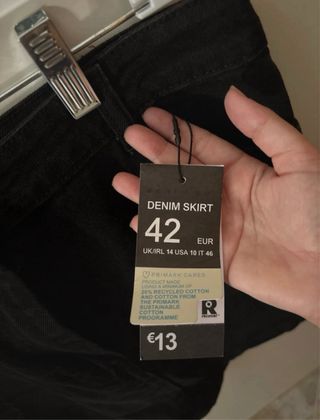 DENIM SKIRT
42 EUR
UK/IRL 14 USA 10 IT 46
PRIMARK CARES
PRODUCT MADE
USING A MINIMUM OF
20% RECYCLED COTTON
AND COTTON FROM
THE PRIMARK
SUSTAINABLE
COTTON
PROGRAMME
R
€13